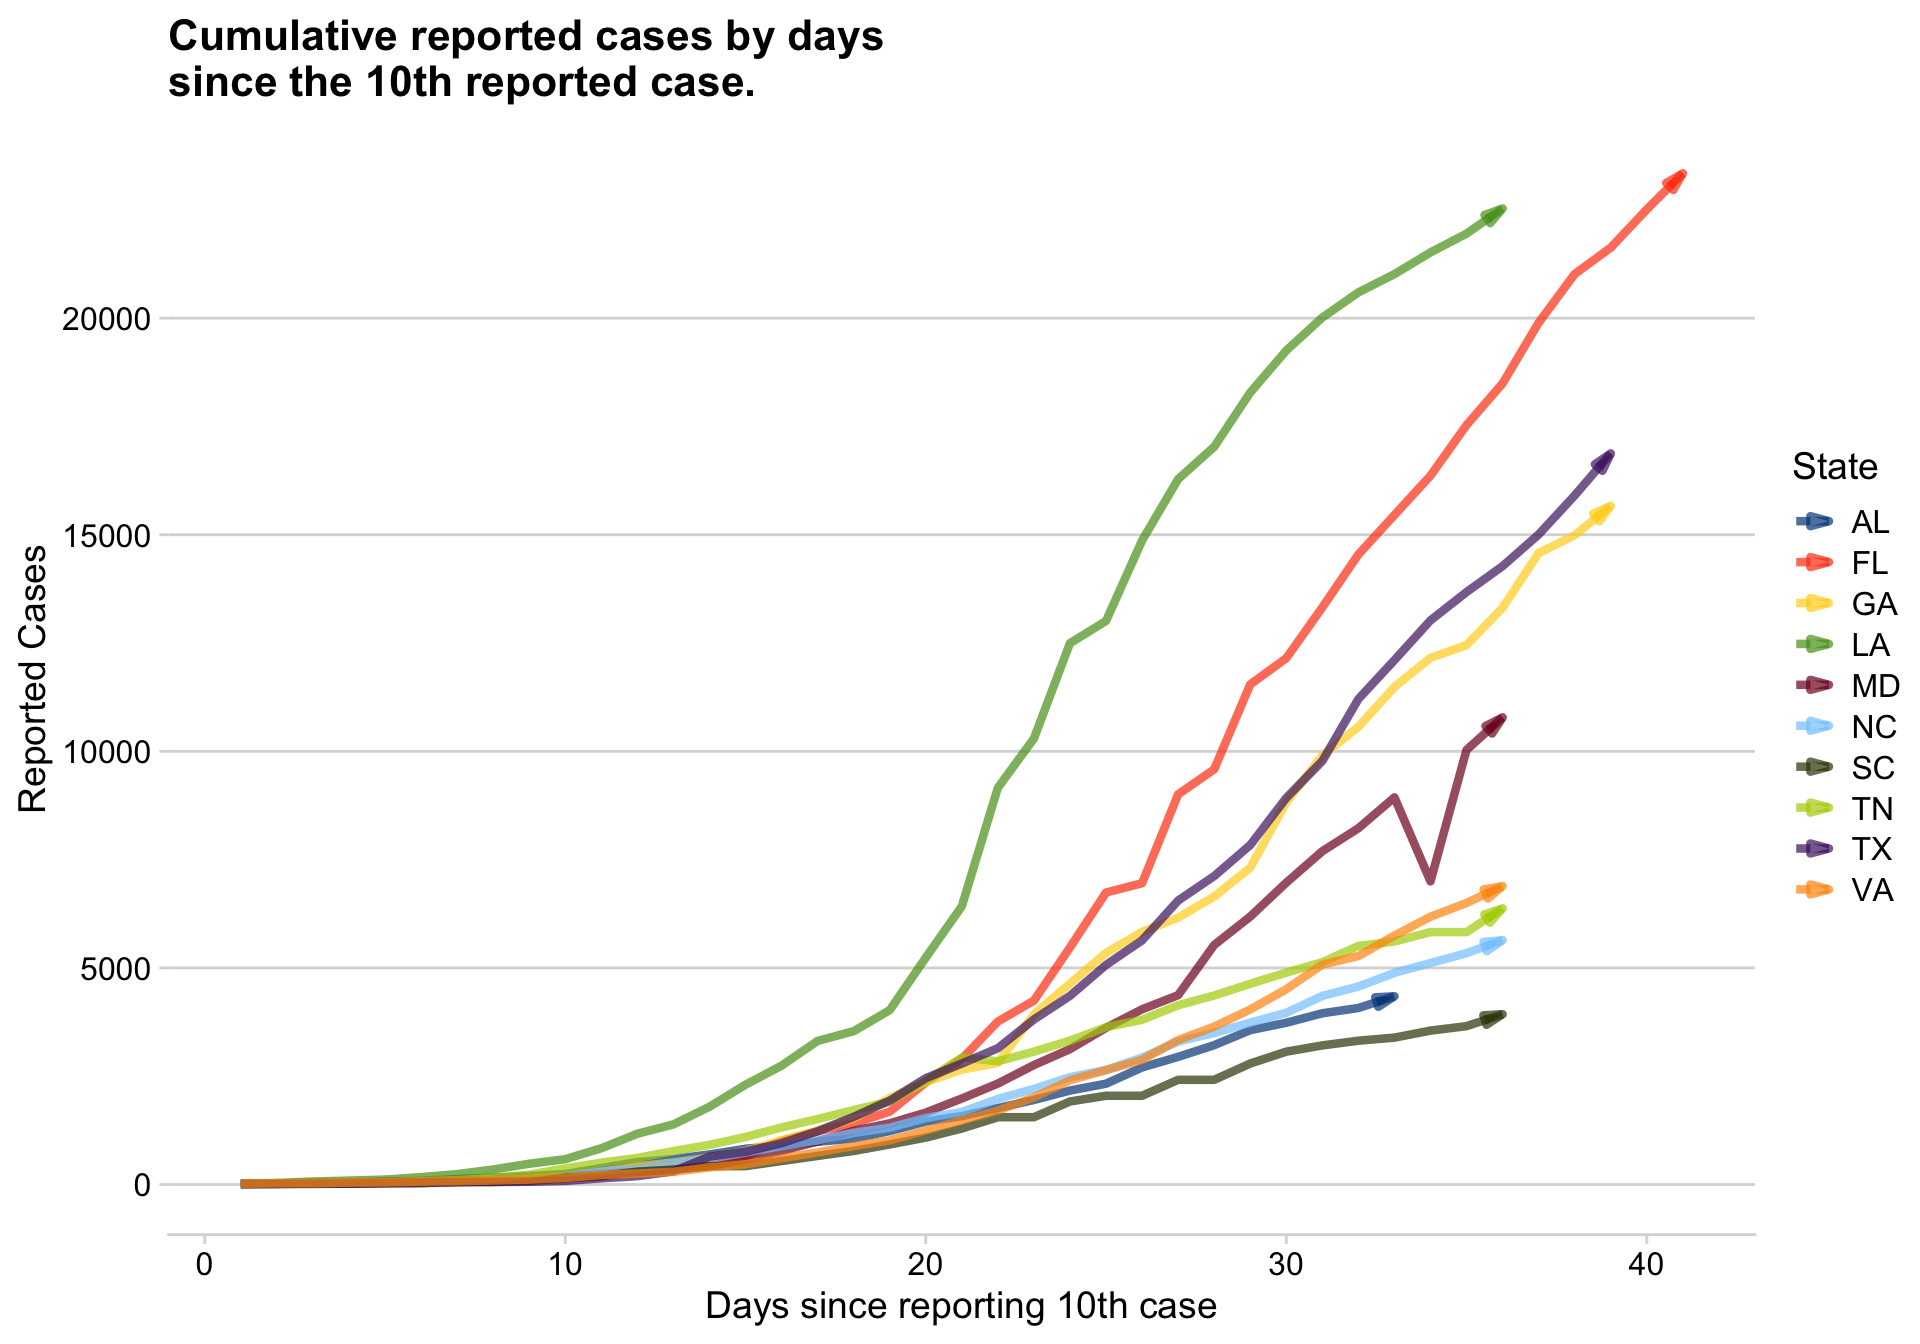 Cumulative reported cases by days
since the 10th reported case.
Reported Cases
20000
15000
10000
5000
0
0 10 20 30 40
Days since reporting 10th case
State
AL
FL
GA
LA
MD
NC
SC
TN
TX
VA